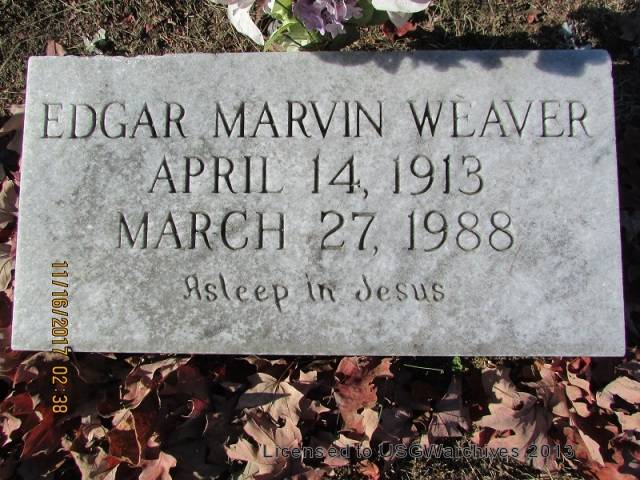 EDGAR MARVIN WEAVER
APRIL 14, 1913
MARCH 27, 1988
Asleep in Jesus
11/16/2017 02:38
Licensed to USGWarchives 2013